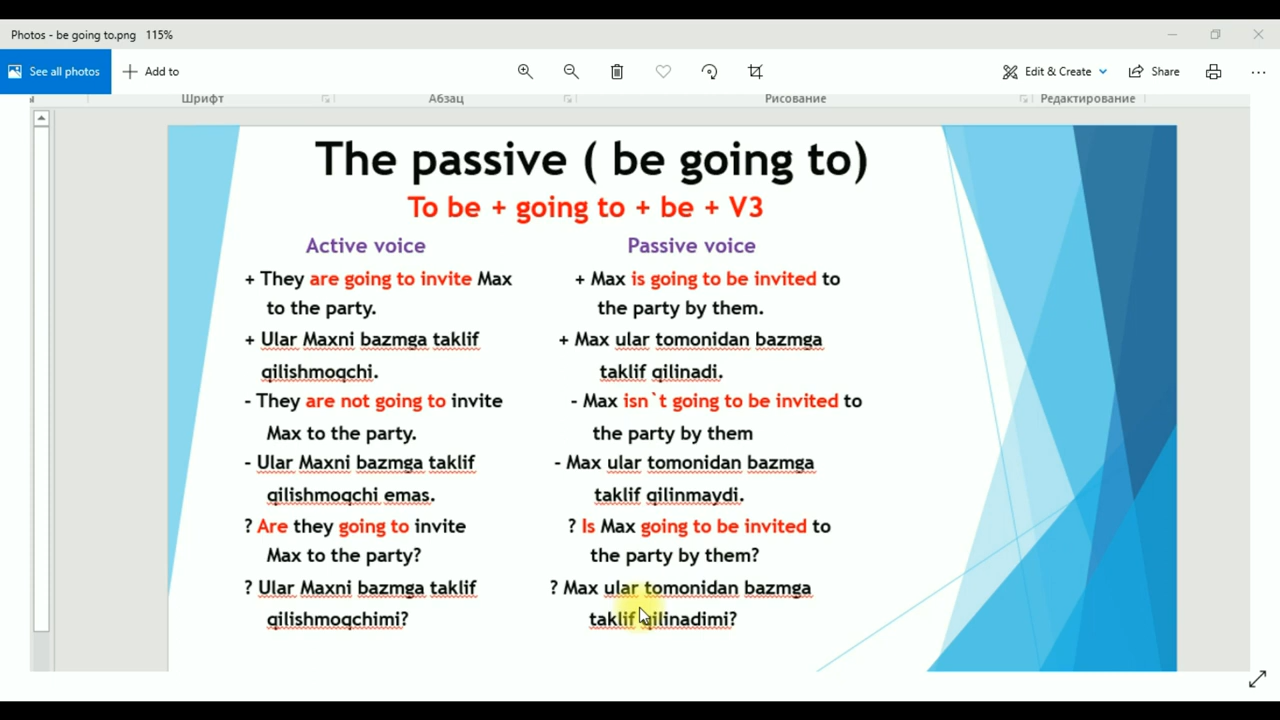 Photos - be going to.png 115%
See all photos
Add to
Edit & Create
Share
Шрифт
Абзац
Рисование
Редактирование
The passive ( be going to)
To be + going to + be + V3
Active voice
+ They are going to invite Max
to the party.
+ Ular Maxni bazmga taklif
qilishmoqchi.
- They are not going to invite
Max to the party.
- Ular Maxni bazmga taklif
qilishmoqchi emas.
? Are they going to invite
Max to the party?
? Ular Maxni bazmga taklif
qilishmoqchimi?
Passive voice
+ Max is going to be invited to
the party by them.
+ Max ular tomonidan bazmga
taklif qilinadi.
- Max isn`t going to be invited to
the party by them
- Max ular tomonidan bazmga
taklif qilinmaydi.
? Is Max going to be invited to
the party by them?
? Max ular tomonidan bazmga
taklif qilinadimi?